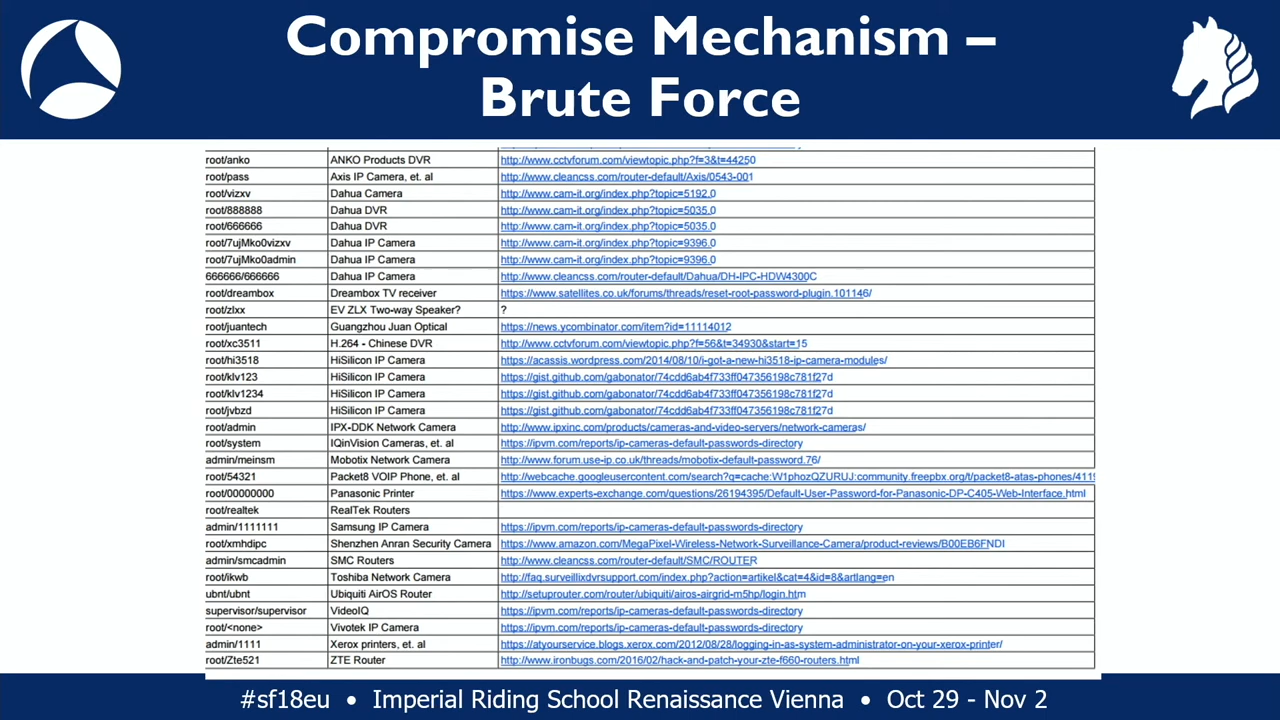 Compromise Mechanism –
Brute Force
root/anko ANKO Products DVR http://www.cctvforum.com/viewtopic.php?f=3&t=44250
root/pass Axis IP Camera, et. al http://www.cleancss.com/router-default/Axis/0543-001
root/vizxv Dahua Camera http://www.cam-it.org/index.php?topic=5192.0
root/888888 Dahua DVR http://www.cam-it.org/index.php?topic=5035.0
root/666666 Dahua DVR http://www.cam-it.org/index.php?topic=5035.0
root/7ujMko0vizxv Dahua IP Camera http://www.cam-it.org/index.php?topic=9396.0
root/7ujMko0admin Dahua IP Camera http://www.cam-it.org/index.php?topic=9396.0
666666/666666 Dahua IP Camera http://www.cleancss.com/router-default/Dahua/DH-IPC-HDW4300C
root/dreambox Dreambox TV receiver https://www.satellites.co.uk/forums/threads/reset-root-password-plugin.101146/
root/zlxx EV ZLX Two-way Speaker? ?
root/juantech Guangzhou Juan Optical https://news.ycombinator.com/item?id=11114012
root/xc3511 H.264 - Chinese DVR http://www.cctvforum.com/viewtopic.php?f=56&t=34930&start=15
root/hi3518 HiSilicon IP Camera https://acassis.wordpress.com/2014/08/10/i-got-a-new-hi3518-ip-camera-modules/
root/klv123 HiSilicon IP Camera https://gist.github.com/gabonator/74cdd6ab4f733ff047356198c781f27d
root/klv1234 HiSilicon IP Camera https://gist.github.com/gabonator/74cdd6ab4f733ff047356198c781f27d
root/jvbzd HiSilicon IP Camera https://gist.github.com/gabonator/74cdd6ab4f733ff047356198c781f27d
root/admin IPX-DDK Network Camera http://www.ipxinc.com/products/cameras-and-video-servers/network-cameras/
root/system IQinVision Cameras, et. al https://ipvm.com/reports/ip-cameras-default-passwords-directory
admin/meinsm Mobotix Network Camera http://www.forum.use-ip.co.uk/threads/mobotix-default-password.76/
root/54321 Packet8 VOIP Phone, et. al http://webcache.googleusercontent.com/search?q=cache:W1phozQZURUJ:community.freepbx.org/t/packet8-atas-phones/411
root/00000000 Panasonic Printer https://www.experts-exchange.com/questions/26194395/Default-User-Password-for-Panasonic-DP-C405-Web-Interface.html
root/realtek RealTek Routers
admin/1111111 Samsung IP Camera https://ipvm.com/reports/ip-cameras-default-passwords-directory
root/xmhdipc Shenzhen Anran Security Camera https://www.amazon.com/MegaPixel-Wireless-Network-Surveillance-Camera/product-reviews/B00EB6FNDI
admin/smcadmin SMC Routers http://www.cleancss.com/router-default/SMC/ROUTER
root/ikwb Toshiba Network Camera http://faq.surveillixdvrsupport.com/index.php?action=artikel&cat=4&id=8&artlang=en
ubnt/ubnt Ubiquiti AirOS Router http://setuprouter.com/router/ubiquiti/airos-airgrid-m5hp/login.htm
supervisor/supervisor VideoIQ https://ipvm.com/reports/ip-cameras-default-passwords-directory
root/<none> Vivotek IP Camera https://ipvm.com/reports/ip-cameras-default-passwords-directory
admin/1111 Xerox printers, et. al https://atyourservice.blogs.xerox.com/2012/08/28/logging-in-as-system-administrator-on-your-xerox-printer/
root/Zte521 ZTE Router http://www.ironbugs.com/2016/02/hack-and-patch-your-zte-f660-routers.html
#sf18eu • Imperial Riding School Renaissance Vienna • Oct 29 - Nov 2